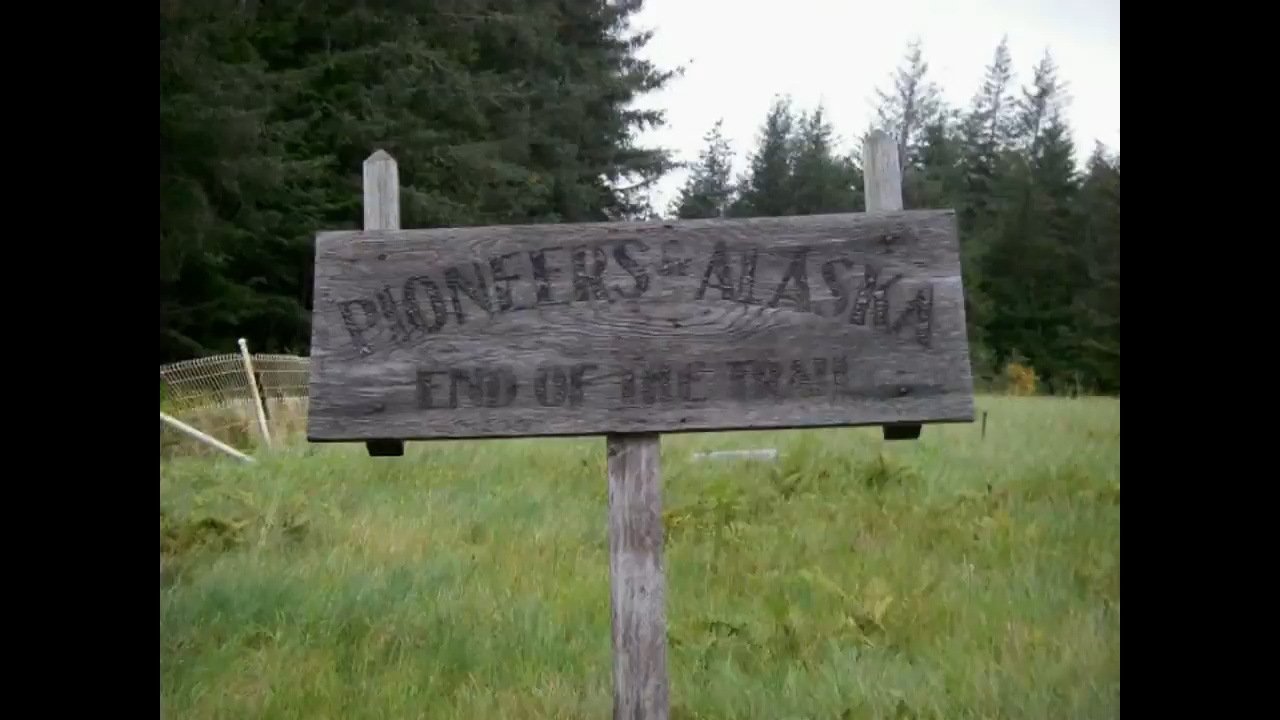 PIONEERS of ALASKA
END OF THE TRAIL